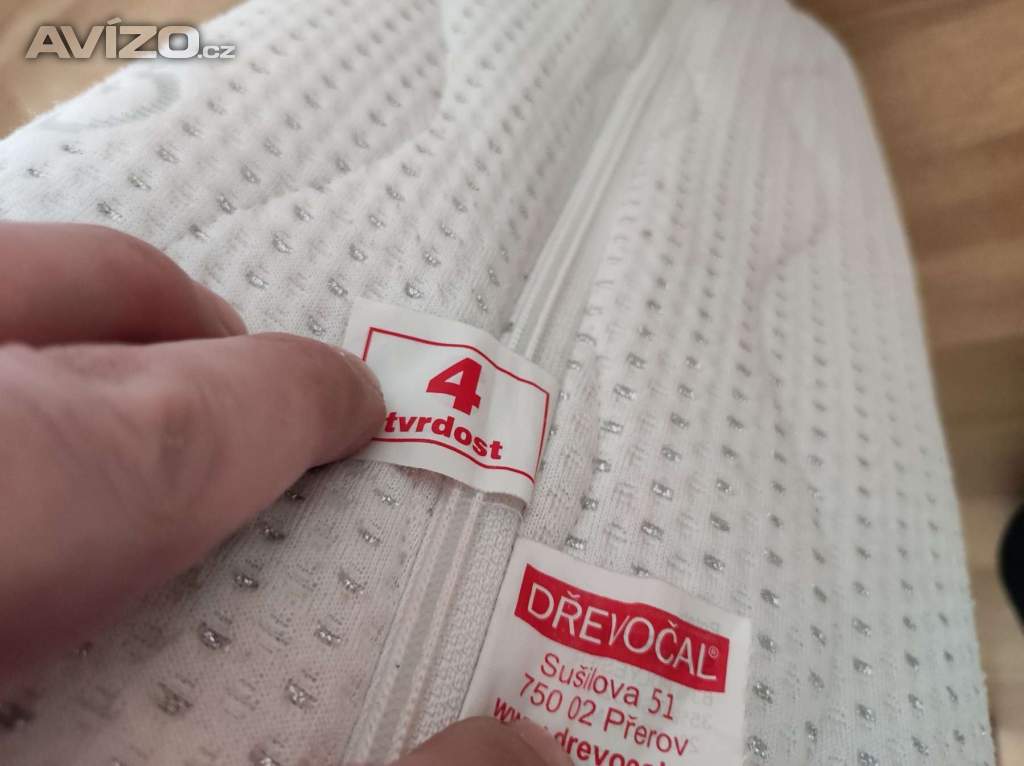 AVÍZO.cz
4
tvrdost
DŘEVOČAL®
Sušilova 51
750 02 Přerov